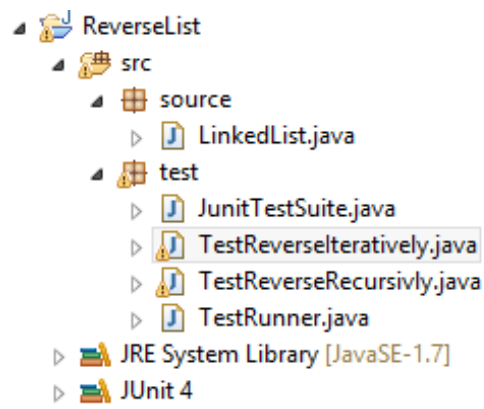 ReverseList
src
source
LinkedList.java
test
JunitTestSuite.java
TestReverseIteratively.java
TestReverseRecursivly.java
TestRunner.java
JRE System Library [JavaSE-1.7]
JUnit 4